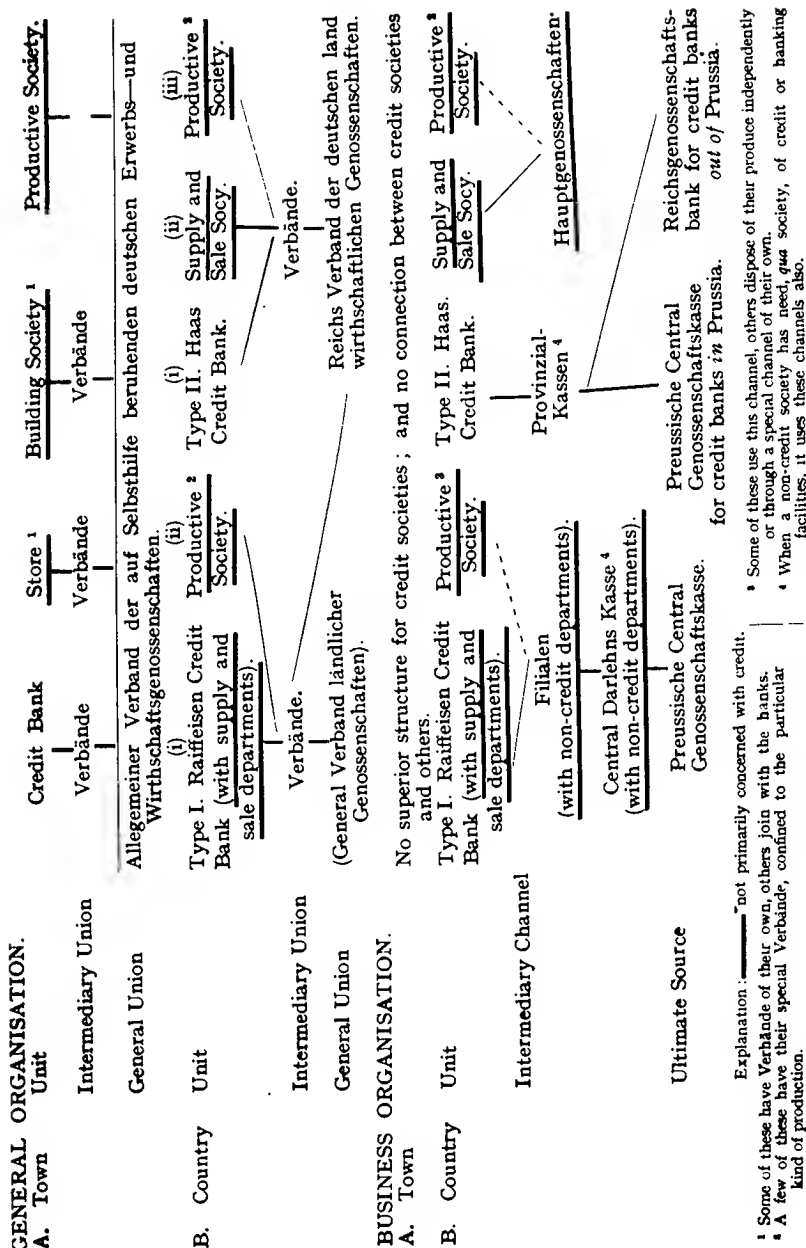 GENERAL ORGANISATION.
A. Town Unit Credit Bank Store ¹ Building Society ¹ Productive Society.
Intermediary Union Verbände Verbände Verbände
General Union Allegemeiner Verband der auf Selbsthilfe beruhenden deutschen Erwerbs—und
Wirthschaftsgenossenschaften.
B. Country Unit (i) (ii) (i) (ii) (iii)
Type I. Raiffeisen Credit Productive ² Type II. Haas Supply and Productive ²
Bank (with supply and Society. Credit Bank. Sale Socy. Society.
sale departments).
Intermediary Union Verbände. Verbände.
General Union (General Verband ländlicher Reichs Verband der deutschen land
Genossenschaften). wirthschaftlichen Genossenschaften.
BUSINESS ORGANISATION.
A. Town No superior structure for credit societies; and no connection between credit societies
and others.
B. Country Unit Type I. Raiffeisen Credit Productive ³ Type II. Haas. Supply and Productive ³
Bank (with supply and Society. Credit Bank. Sale Socy. Society.
sale departments).
Intermediary Channel Filialen Provinzial- Hauptgenossenschaften.
(with non-credit departments). Kassen ⁴
Central Darlehns Kasse ⁴
(with non-credit departments).
Ultimate Source Preussische Central Preussische Central Reichsgenossenschafts-
Genossenschaftskasse. Genossenschaftskasse bank for credit banks
for credit banks in Prussia. out of Prussia.
Explanation: not primarily concerned with credit.
¹ Some of these have Verbände of their own, others join with the banks.
² A few of these have their special Verbände, confined to the particular
kind of production.
³ Some of these use this channel, others dispose of their produce independently
or through a special channel of their own.
⁴ When a non-credit society has need, qua society, of credit or banking
facilities, it uses these channels also.